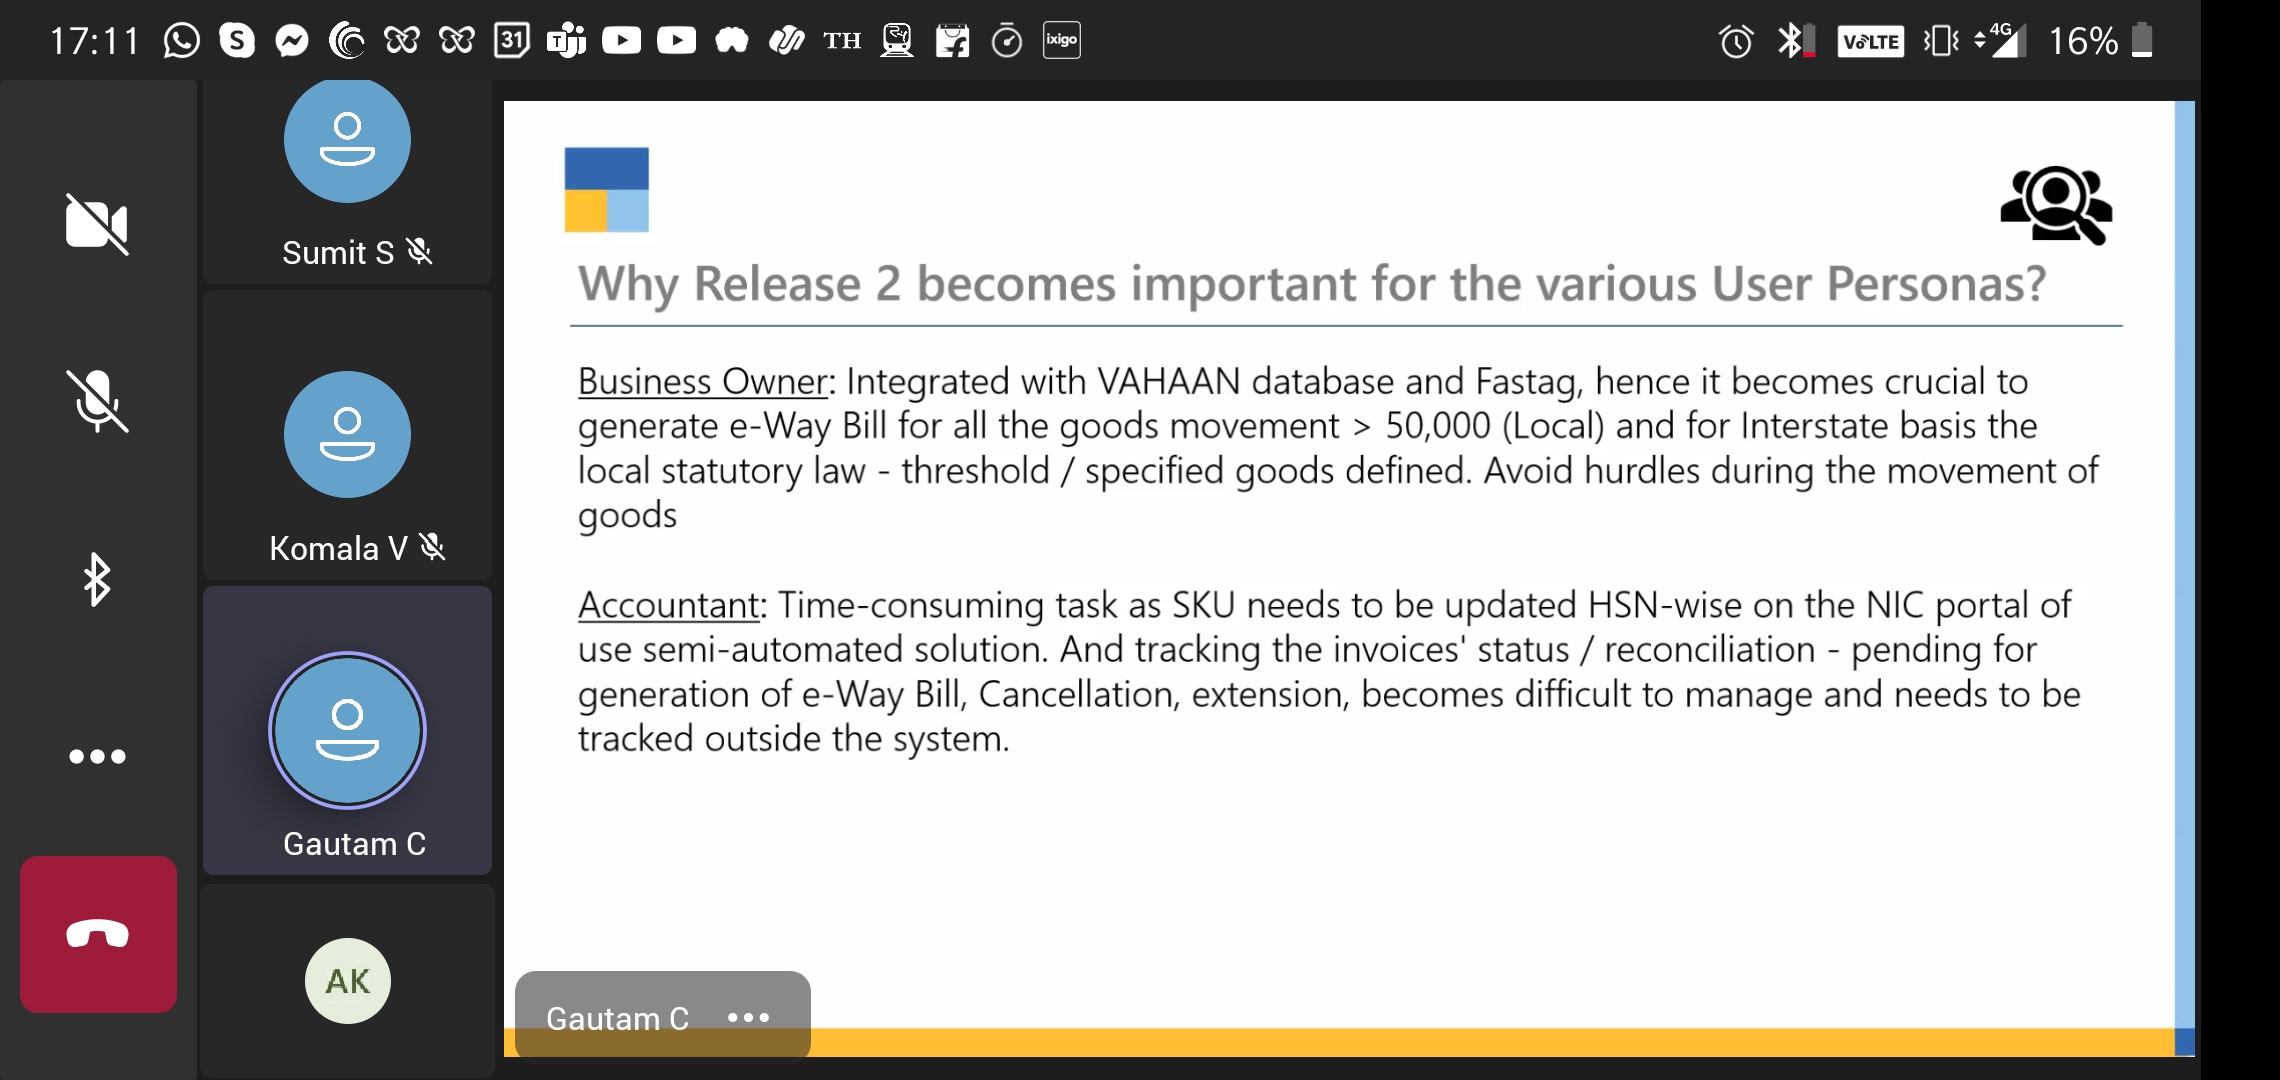 17:11
S
31
T
TH
ixigo
VoLTE
4G
16%
Sumit S
Komala V
Gautam C
AK
Why Release 2 becomes important for the various User Personas?
Business Owner: Integrated with VAHAAN database and Fastag, hence it becomes crucial to
generate e-Way Bill for all the goods movement > 50,000 (Local) and for Interstate basis the
local statutory law - threshold / specified goods defined. Avoid hurdles during the movement of
goods
Accountant: Time-consuming task as SKU needs to be updated HSN-wise on the NIC portal of
use semi-automated solution. And tracking the invoices' status / reconciliation - pending for
generation of e-Way Bill, Cancellation, extension, becomes difficult to manage and needs to be
tracked outside the system.
Gautam C